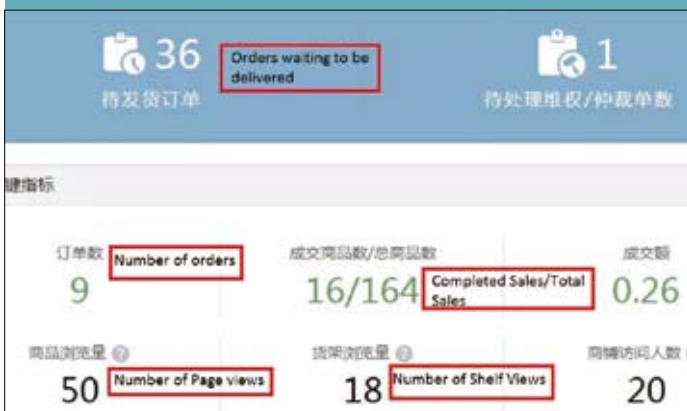 36
Orders waiting to be
delivered
1
待发货订单
待处理维权/仲裁单数
键指标
订单数
Number of orders
成交商品数/总商品数
成交额
9
16/164
Completed Sales/Total
Sales
0.26
商品浏览量
货架浏览量
商铺访问人数
50
Number of Page views
18
Number of Shelf Views
20